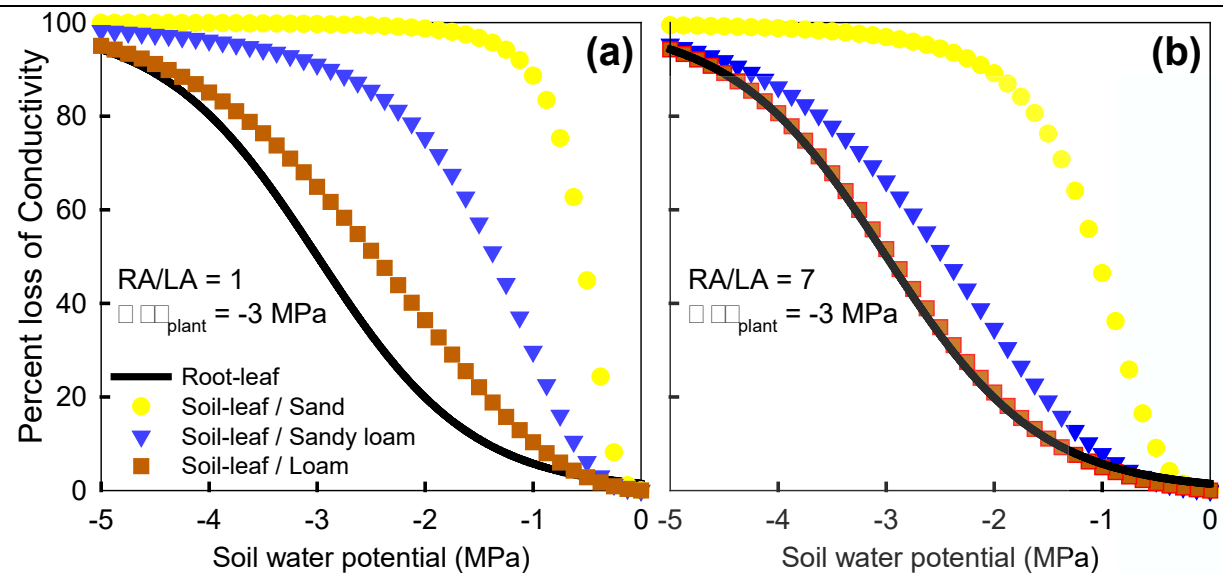 Percent loss of Conductivity
100
80
60
40
20
0
(a)
RA/LA = 1
□ □□plant = -3 MPa
Root-leaf
Soil-leaf / Sand
Soil-leaf / Sandy loam
Soil-leaf / Loam
-5
-4
-3
-2
-1
0
Soil water potential (MPa)
(b)
RA/LA = 7
□ □□plant = -3 MPa
-5
-4
-3
-2
-1
0
Soil water potential (MPa)